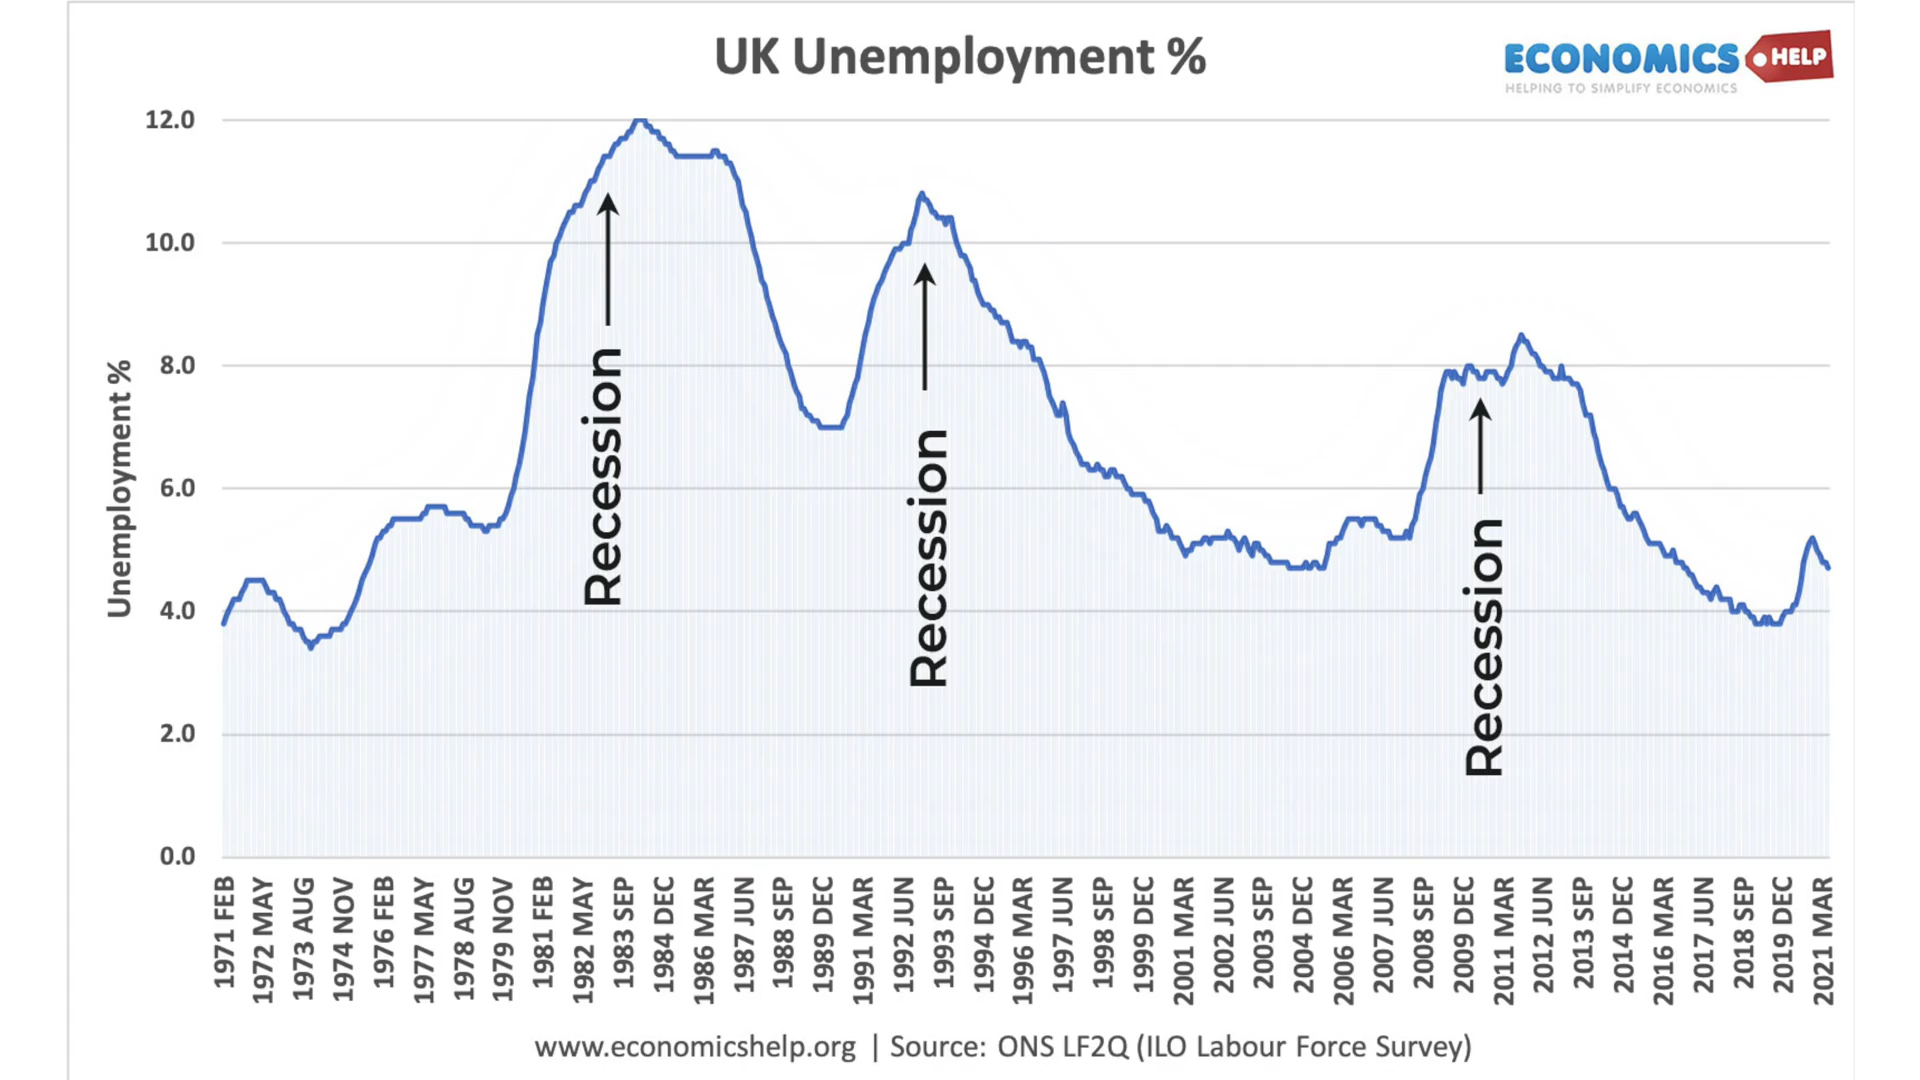 UK Unemployment %
ECONOMICS HELP
HELPING TO SIMPLIFY ECONOMICS
Unemployment %
12.0
10.0
8.0
6.0
4.0
2.0
0.0
Recession
Recession
Recession
1971 FEB
1972 MAY
1973 AUG
1974 NOV
1976 FEB
1977 MAY
1978 AUG
1979 NOV
1981 FEB
1982 MAY
1983 SEP
1984 DEC
1986 MAR
1987 JUN
1988 SEP
1989 DEC
1991 MAR
1992 JUN
1993 SEP
1994 DEC
1996 MAR
1997 JUN
1998 SEP
1999 DEC
2001 MAR
2002 JUN
2003 SEP
2004 DEC
2006 MAR
2007 JUN
2008 SEP
2009 DEC
2011 MAR
2012 JUN
2013 SEP
2014 DEC
2016 MAR
2017 JUN
2018 SEP
2019 DEC
2021 MAR
www.economicshelp.org | Source: ONS LF2Q (ILO Labour Force Survey)